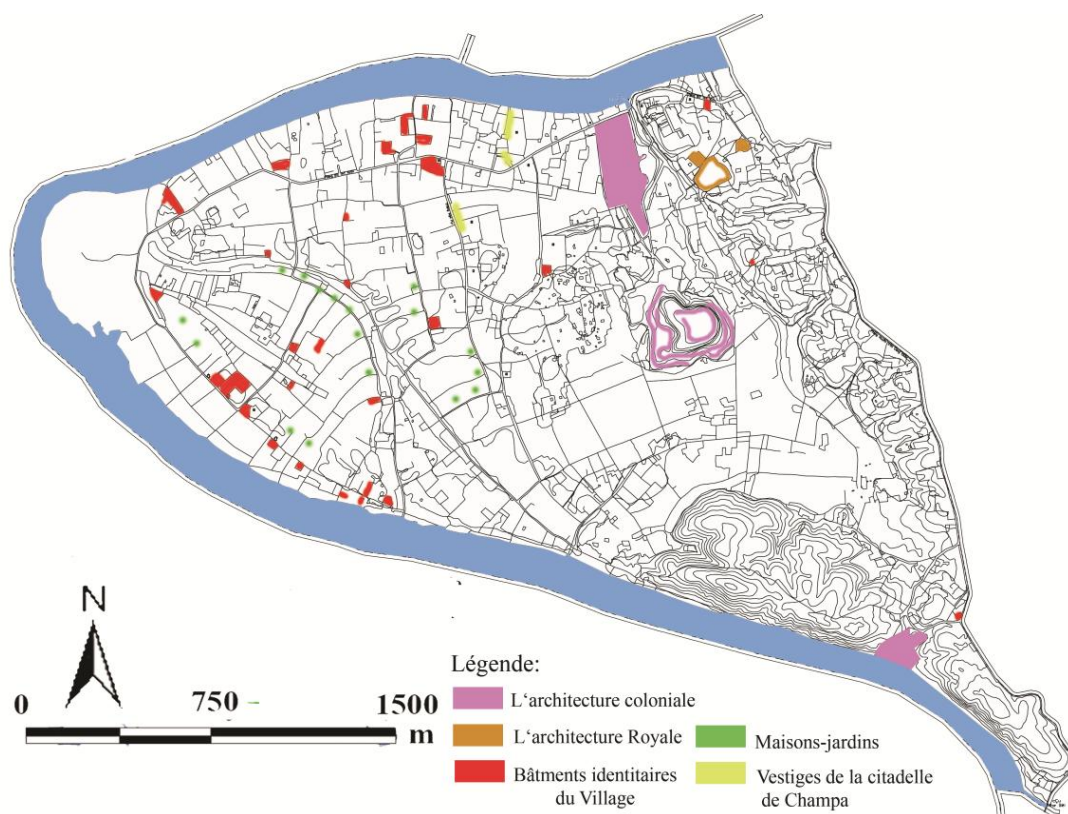 N
0 750 1500
m
Légende:
L'architecture coloniale
L'architecture Royale
Bâtments identitaires
du Village
Maisons-jardins
Vestiges de la citadelle
de Champa